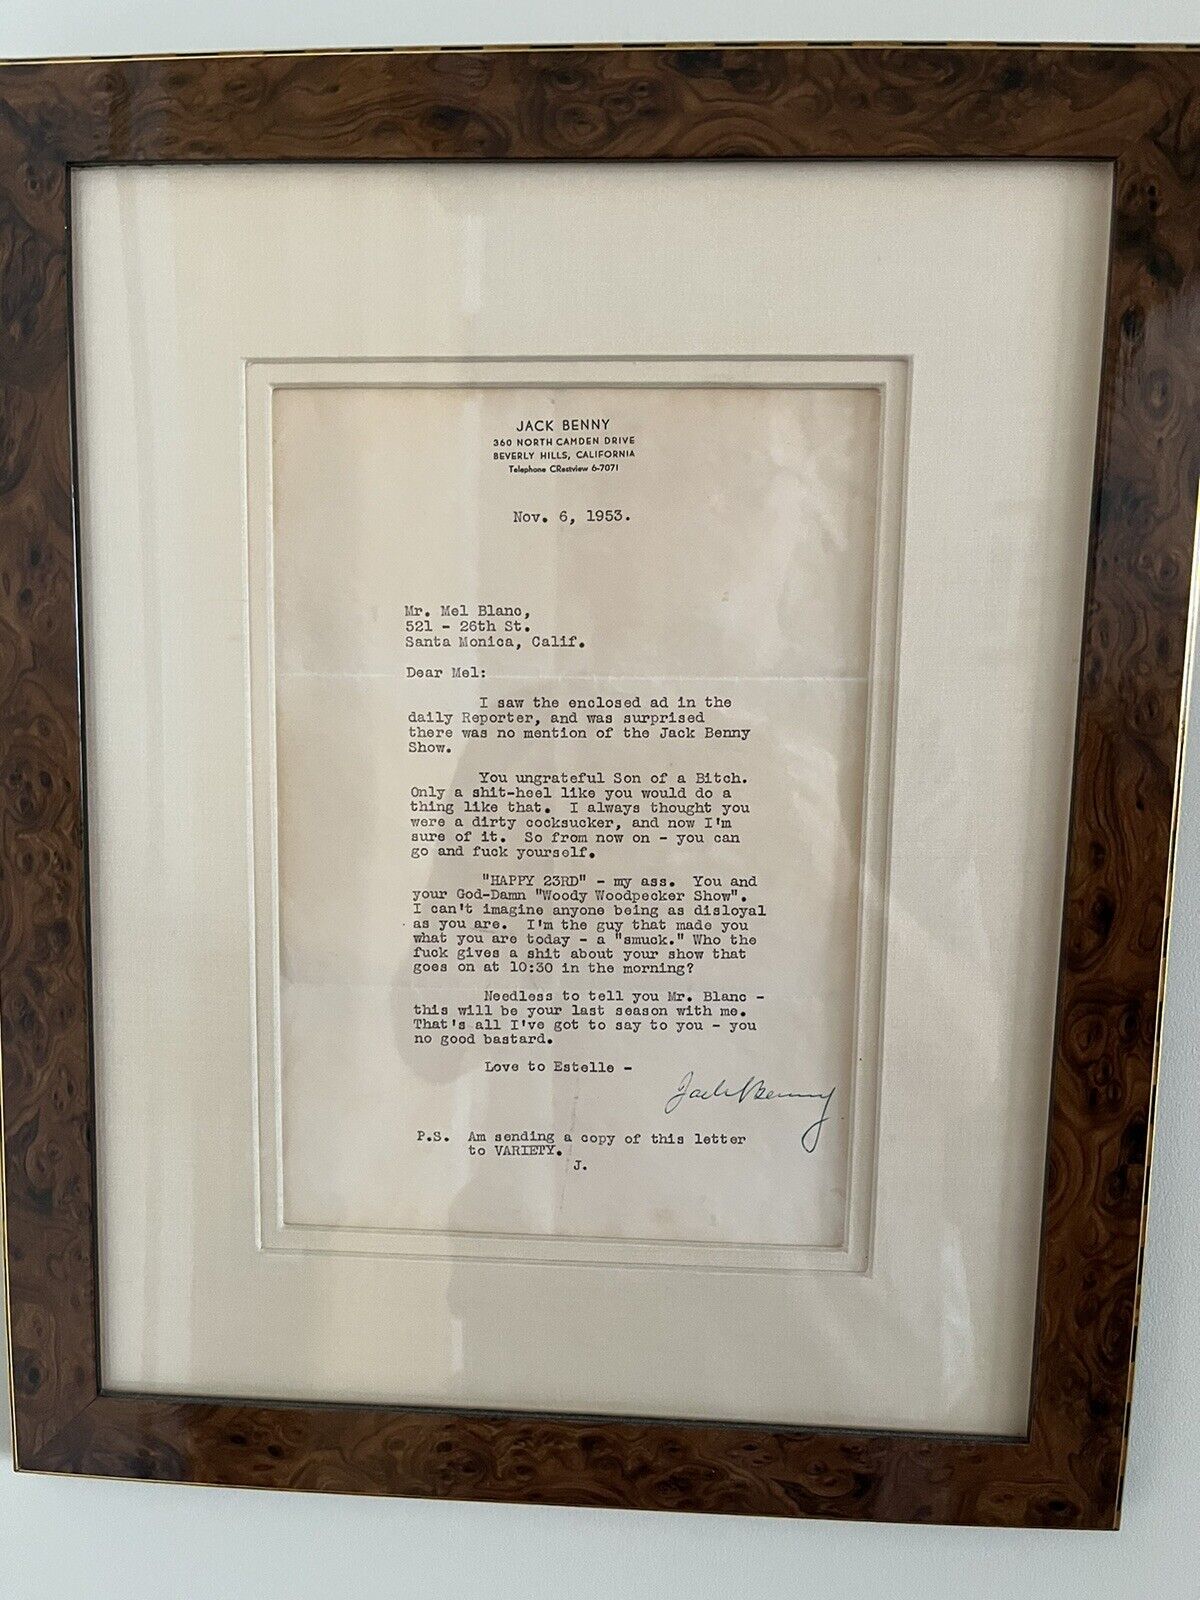 JACK BENNY
360 NORTH CAMDEN DRIVE
BEVERLY HILLS, CALIFORNIA
Telephone CRestview 6-7071
Nov. 6, 1953.
Mr. Mel Blanc,
521 - 26th St.
Santa Monica, Calif.
Dear Mel:
I saw the enclosed ad in the
daily Reporter, and was surprised
there was no mention of the Jack Benny
Show.
You ungrateful Son of a Bitch.
Only a shit-heel like you would do a
thing like that. I always thought you
were a dirty cocksucker, and now I'm
sure of it. So from now on - you can
go and fuck yourself.
"HAPPY 23RD" - my ass. You and
your God-Damn "Woody Woodpecker Show".
I can't imagine anyone being as disloyal
as you are. I'm the guy that made you
what you are today - a "smuck." Who the
fuck gives a shit about your show that
goes on at 10:30 in the morning?
Needless to tell you Mr. Blanc -
this will be your last season with me.
That's all I've got to say to you - you
no good bastard.
Love to Estelle -
Jack Benny
P.S. Am sending a copy of this letter
to VARIETY.
J.